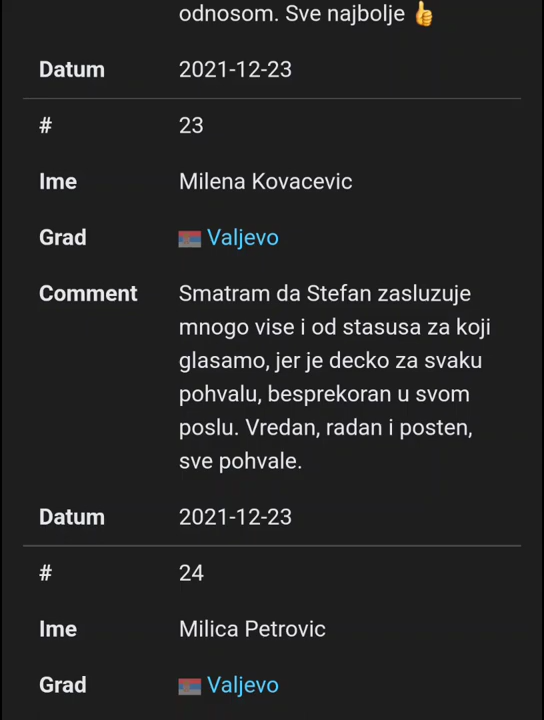 odnosom. Sve najbolje 👍
Datum 2021-12-23
# 23
Ime Milena Kovacevic
Grad Valjevo
Comment Smatram da Stefan zasluzuje
mnogo vise i od stasusa za koji
glasamo, jer je decko za svaku
pohvalu, besprekoran u svom
poslu. Vredan, radan i posten,
sve pohvale.
Datum 2021-12-23
# 24
Ime Milica Petrovic
Grad Valjevo